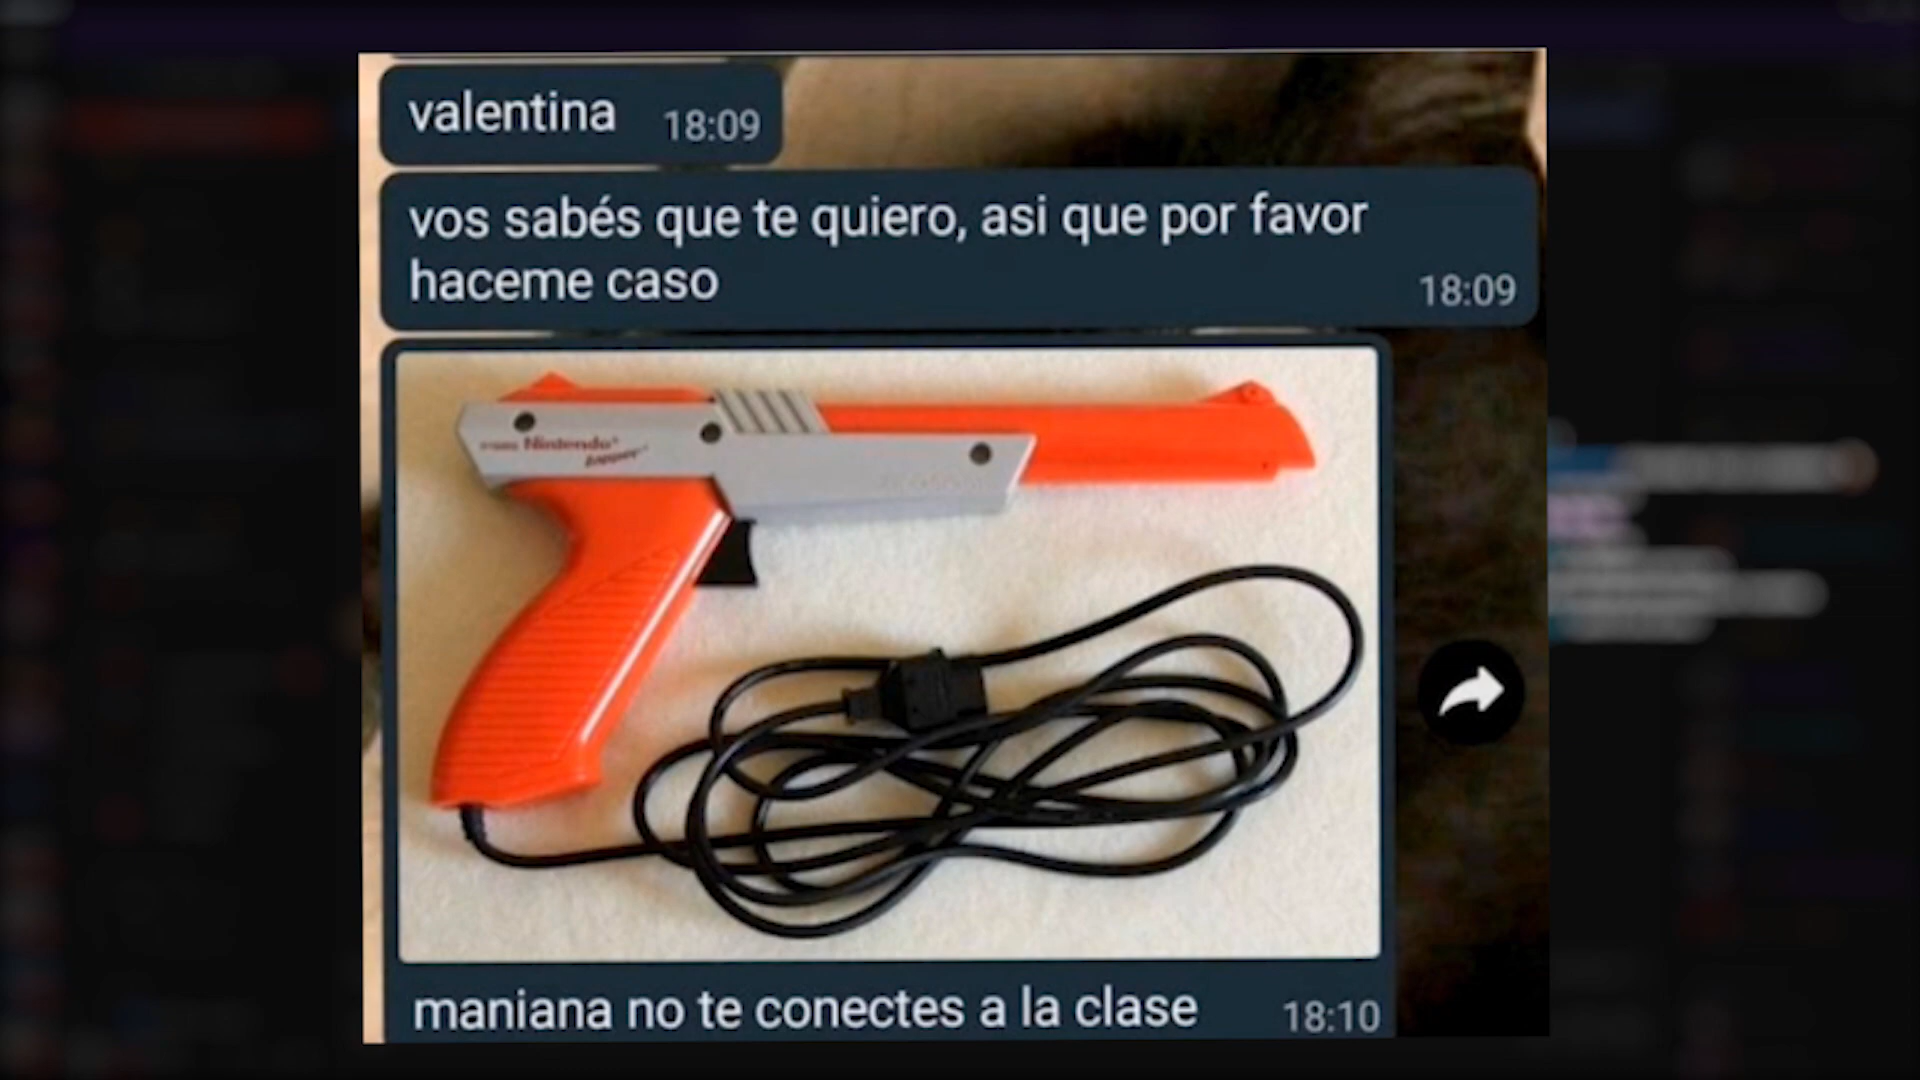 valentina 18:09
vos sabés que te quiero, asi que por favor
haceme caso 18:09
Nintendo
Zapper
maniana no te conectes a la clase 18:10